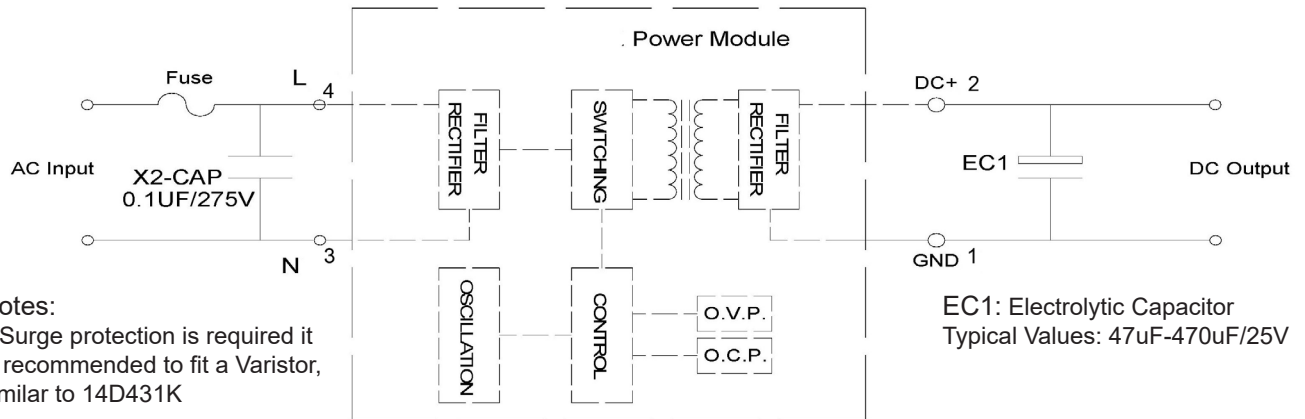 . Power Module
Fuse
L
4
AC Input
X2-CAP
0.1UF/275V
N
3
FILTER
RECTIFIER
SWITCHING
FILTER
RECTIFIER
OSCILLATION
CONTROL
O.V.P.
O.C.P.
DC+ 2
EC1
DC Output
GND 1
otes:
Surge protection is required it
recommended to fit a Varistor,
milar to 14D431K
EC1: Electrolytic Capacitor
Typical Values: 47uF-470uF/25V